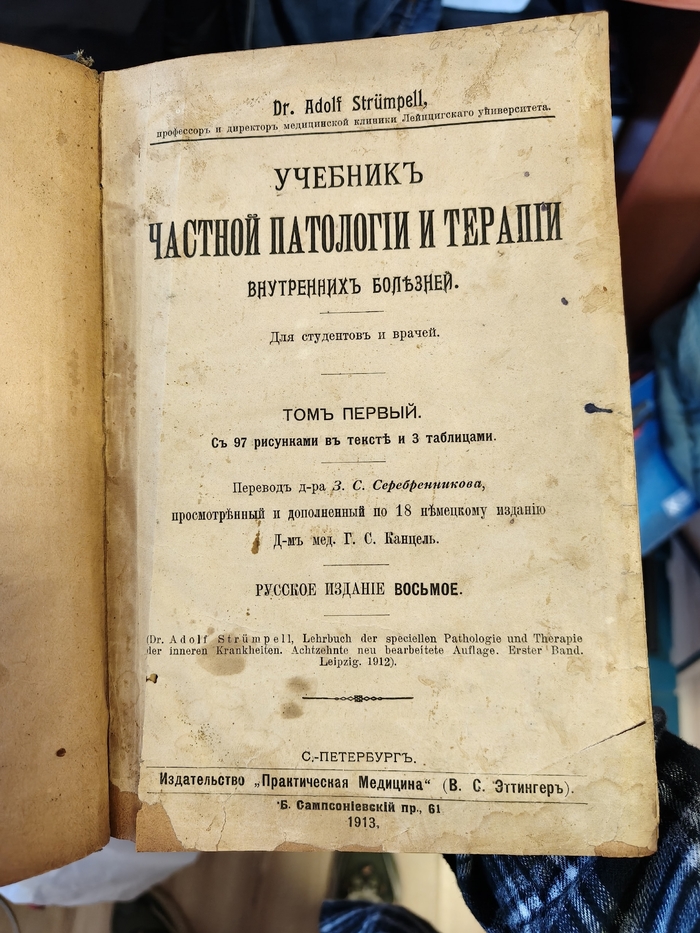 Dr. Adolf Strümpell,
профессоръ и директоръ медицинской клиники Лейпцигскаго университета.
УЧЕБНИКЪ
ЧАСТНОЙ ПАТОЛОГІИ И ТЕРАПІИ
ВНУТРЕННИХЪ БОЛѢЗНЕЙ.
Для студентовъ и врачей.
ТОМЪ ПЕРВЫЙ.
Съ 97 рисунками въ текстѣ и 3 таблицами.
Переводъ д-ра З. С. Серебренникова,
просмотрѣнный и дополненный по 18 нѣмецкому изданію
Д-мъ мед. Г. С. Канцель.
РУССКОЕ ИЗДАНІЕ ВОСЬМОЕ.
(Dr. Adolf Strümpell, Lehrbuch der speciellen Pathologie und Therapie
der inneren Krankheiten. Achtzehnte neu bearbeitete Auflage. Erster Band.
Leipzig. 1912).
С.-ПЕТЕРБУРГЪ.
Издательство „Практическая Медицина“ (В. С. Эттингеръ).
Б. Сампсоніевскій пр., 61
1913.